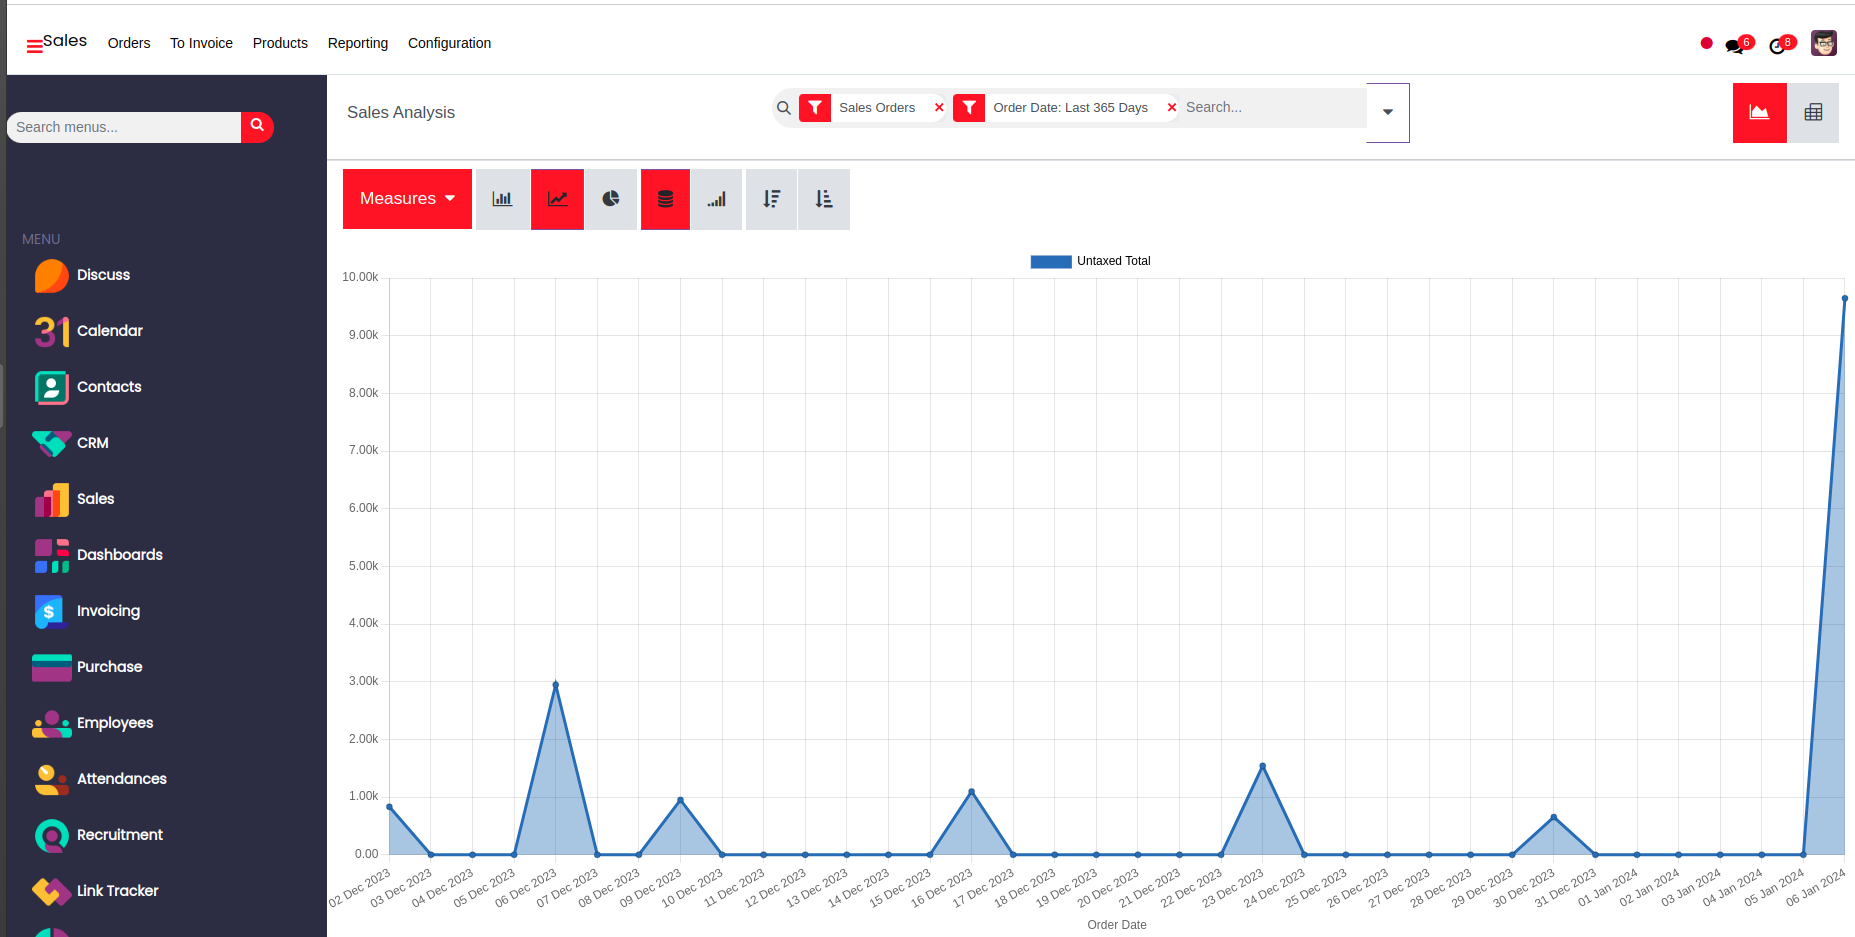 Sales Orders To Invoice Products Reporting Configuration 6 8
Search menus...
Sales Analysis Sales Orders × Order Date: Last 365 Days × Search...
Measures
MENU
Discuss
31 Calendar
Contacts
CRM
Sales
Dashboards
$ Invoicing
Purchase
Employees
Attendances
Recruitment
Link Tracker
Untaxed Total
10.00k
9.00k
8.00k
7.00k
6.00k
5.00k
4.00k
3.00k
2.00k
1.00k
0.00
02 Dec 2023 03 Dec 2023 04 Dec 2023 05 Dec 2023 06 Dec 2023 07 Dec 2023 08 Dec 2023 09 Dec 2023 10 Dec 2023 11 Dec 2023 12 Dec 2023 13 Dec 2023 14 Dec 2023 15 Dec 2023 16 Dec 2023 17 Dec 2023 18 Dec 2023 19 Dec 2023 20 Dec 2023 21 Dec 2023 22 Dec 2023 23 Dec 2023 24 Dec 2023 25 Dec 2023 26 Dec 2023 27 Dec 2023 28 Dec 2023 29 Dec 2023 30 Dec 2023 31 Dec 2023 01 Jan 2024 02 Jan 2024 03 Jan 2024 04 Jan 2024 05 Jan 2024 06 Jan 2024
Order Date